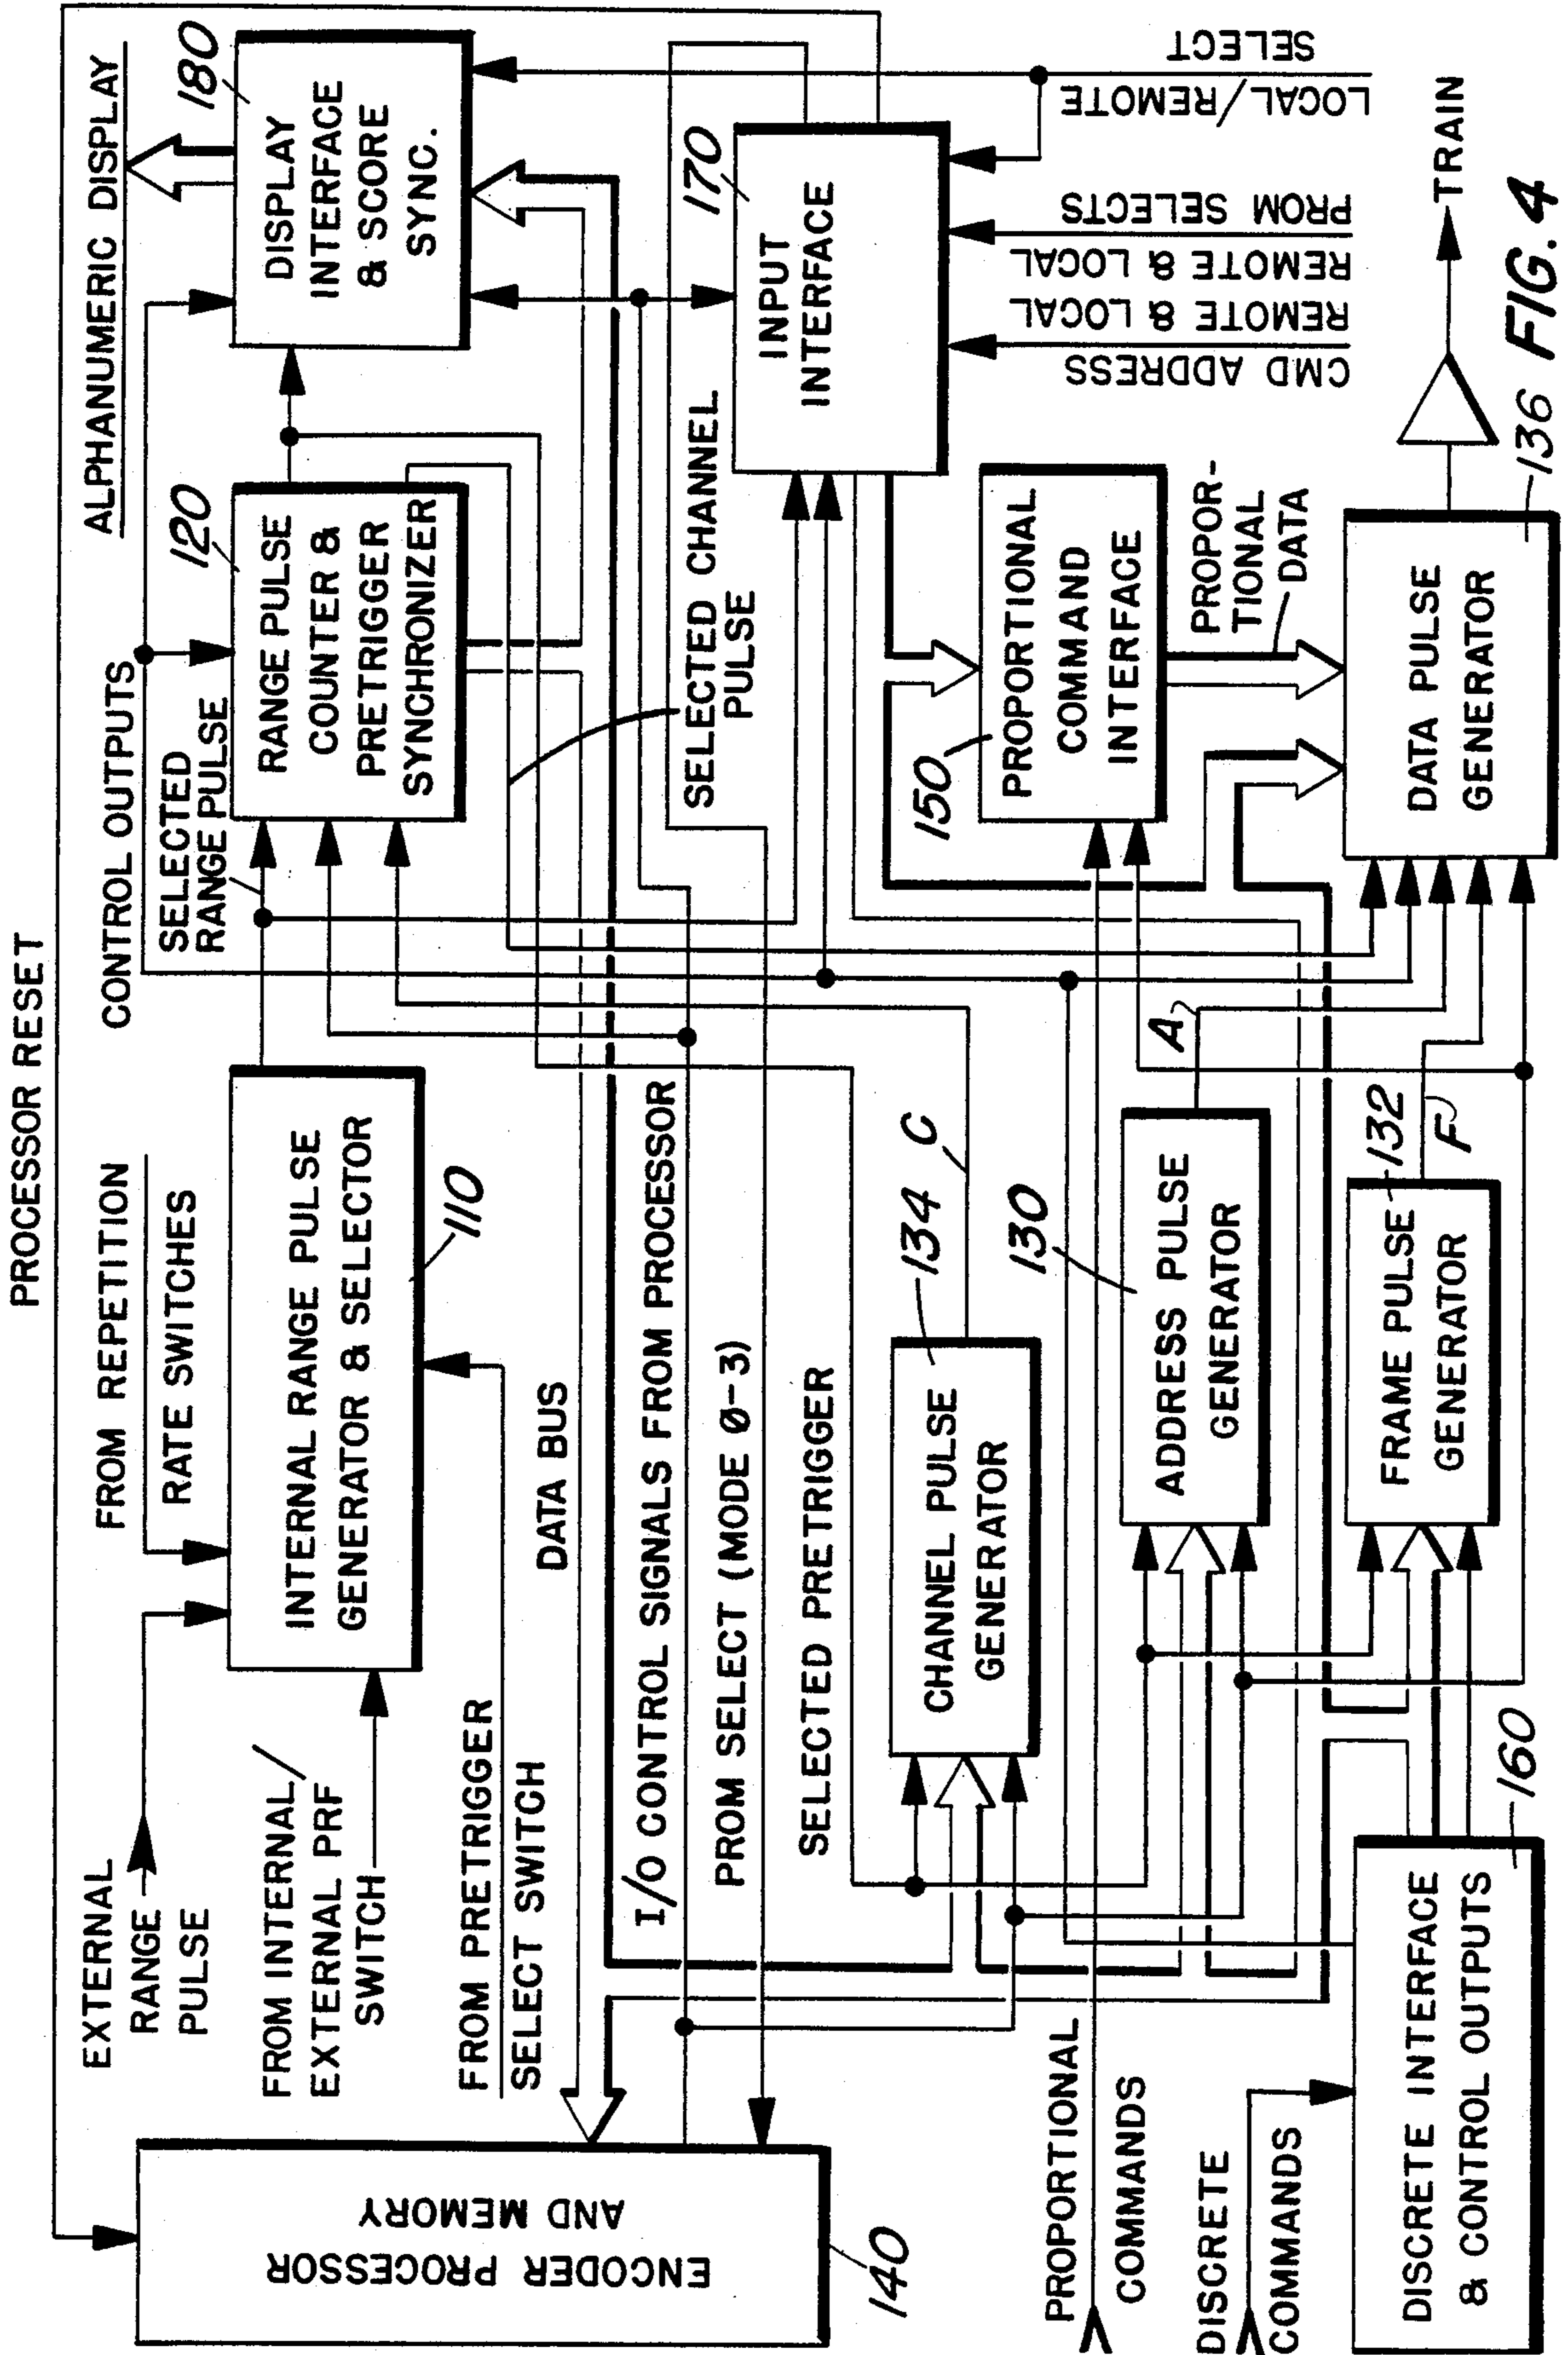 PROCESSOR RESET
EXTERNAL
RANGE
PULSE
FROM REPETITION
RATE SWITCHES
CONTROL OUTPUTS
ALPHANUMERIC DISPLAY
FROM INTERNAL/
EXTERNAL PRF
SWITCH
INTERNAL RANGE PULSE
GENERATOR & SELECTOR
110
SELECTED
RANGE PULSE
120
RANGE PULSE
COUNTER &
PRETRIGGER
SYNCHRONIZER
180
DISPLAY
INTERFACE
& SCORE
SYNC.
FROM PRETRIGGER
SELECT SWITCH
DATA BUS
I/O CONTROL SIGNALS FROM PROCESSOR
PROM SELECT (MODE Ø-3)
SELECTED CHANNEL
PULSE
ENCODER PROCESSOR
AND MEMORY
140
SELECTED PRETRIGGER
170
INPUT
INTERFACE
LOCAL/REMOTE
SELECT
PROM SELECTS
REMOTE & LOCAL
REMOTE & LOCAL
CMD ADDRESS
CHANNEL PULSE
GENERATOR
134
C
150
PROPORTIONAL
COMMAND
INTERFACE
PROPOR-
TIONAL
DATA
PROPORTIONAL
COMMANDS
130
ADDRESS PULSE
GENERATOR
A
DISCRETE
COMMANDS
FRAME PULSE
GENERATOR
132
F
DISCRETE INTERFACE
& CONTROL OUTPUTS
160
DATA PULSE
GENERATOR
136
TRAIN
FIG. 4